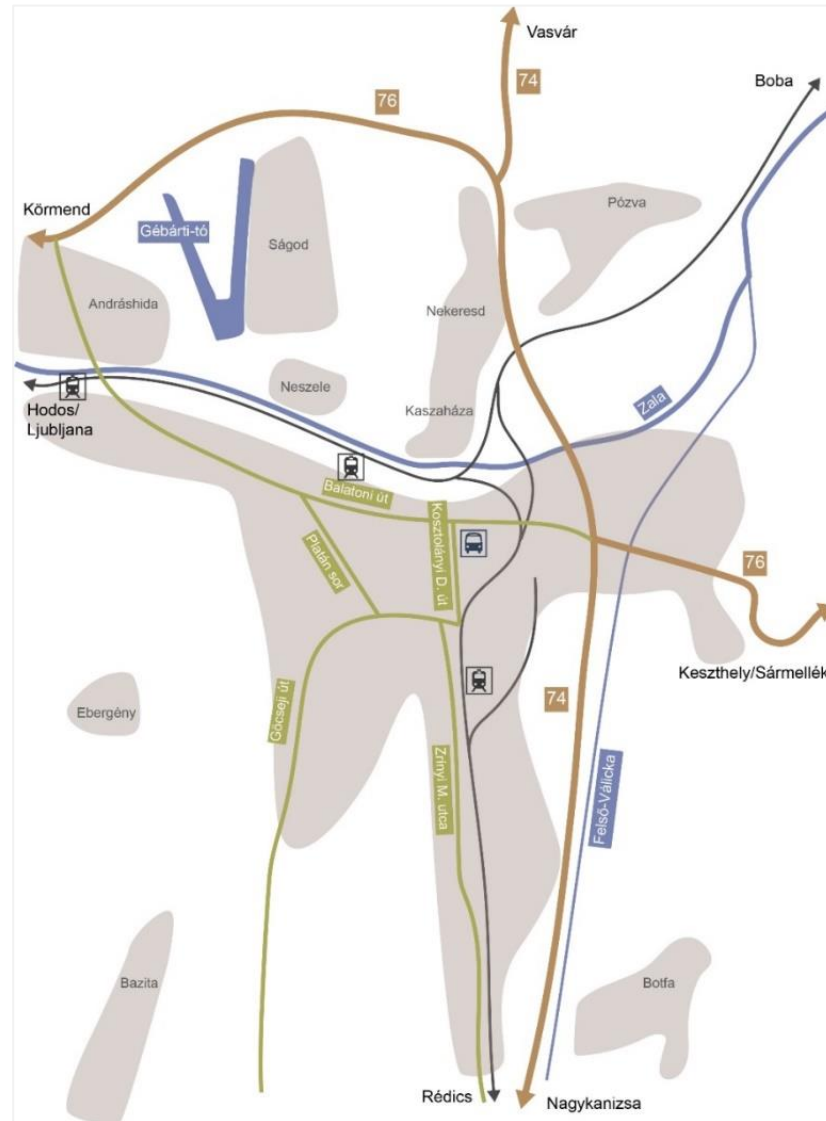 Vasvár
74
Boba
76
Körmend
Gébárti-tó
Ságod
Pózva
Andráshida
Nekeresd
Neszele
Kaszaháza
Zala
Hodos/
Ljubljana
Balatoni út
Kosztolányi D. út
Platán sor
76
Keszthely/Sármellék
74
Ebergény
Göcseji út
Zrínyi M. utca
Felső-Válicka
Bazita
Botfa
Rédics
Nagykanizsa